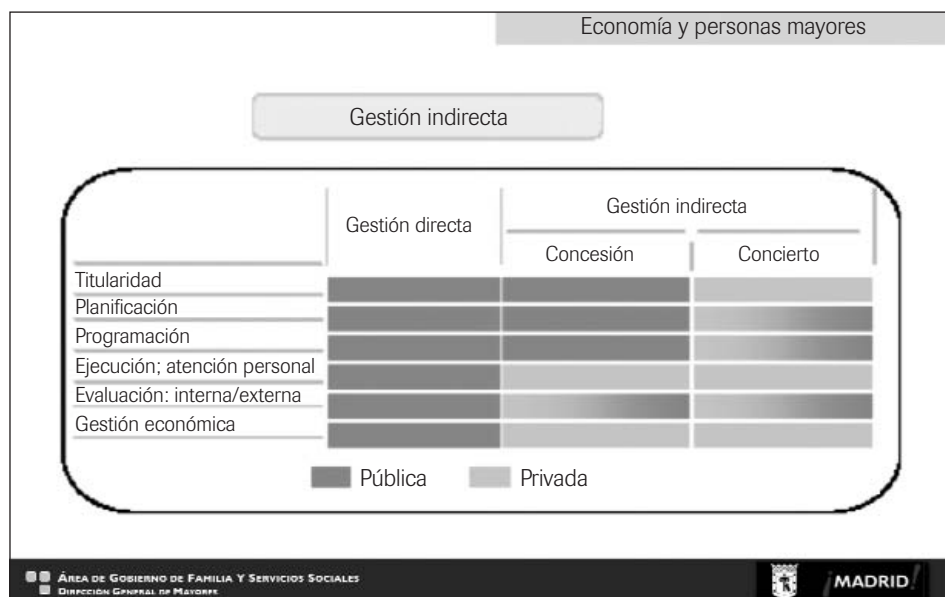 Economía y personas mayores
Gestión indirecta
Gestión directa
Gestión indirecta
Concesión
Concierto
Titularidad
Planificación
Programación
Ejecución; atención personal
Evaluación: interna/externa
Gestión económica
Pública
Privada
ÁREA DE GOBIERNO DE FAMILIA Y SERVICIOS SOCIALES
DIRECCIÓN GENERAL DE MAYORES
¡MADRID!